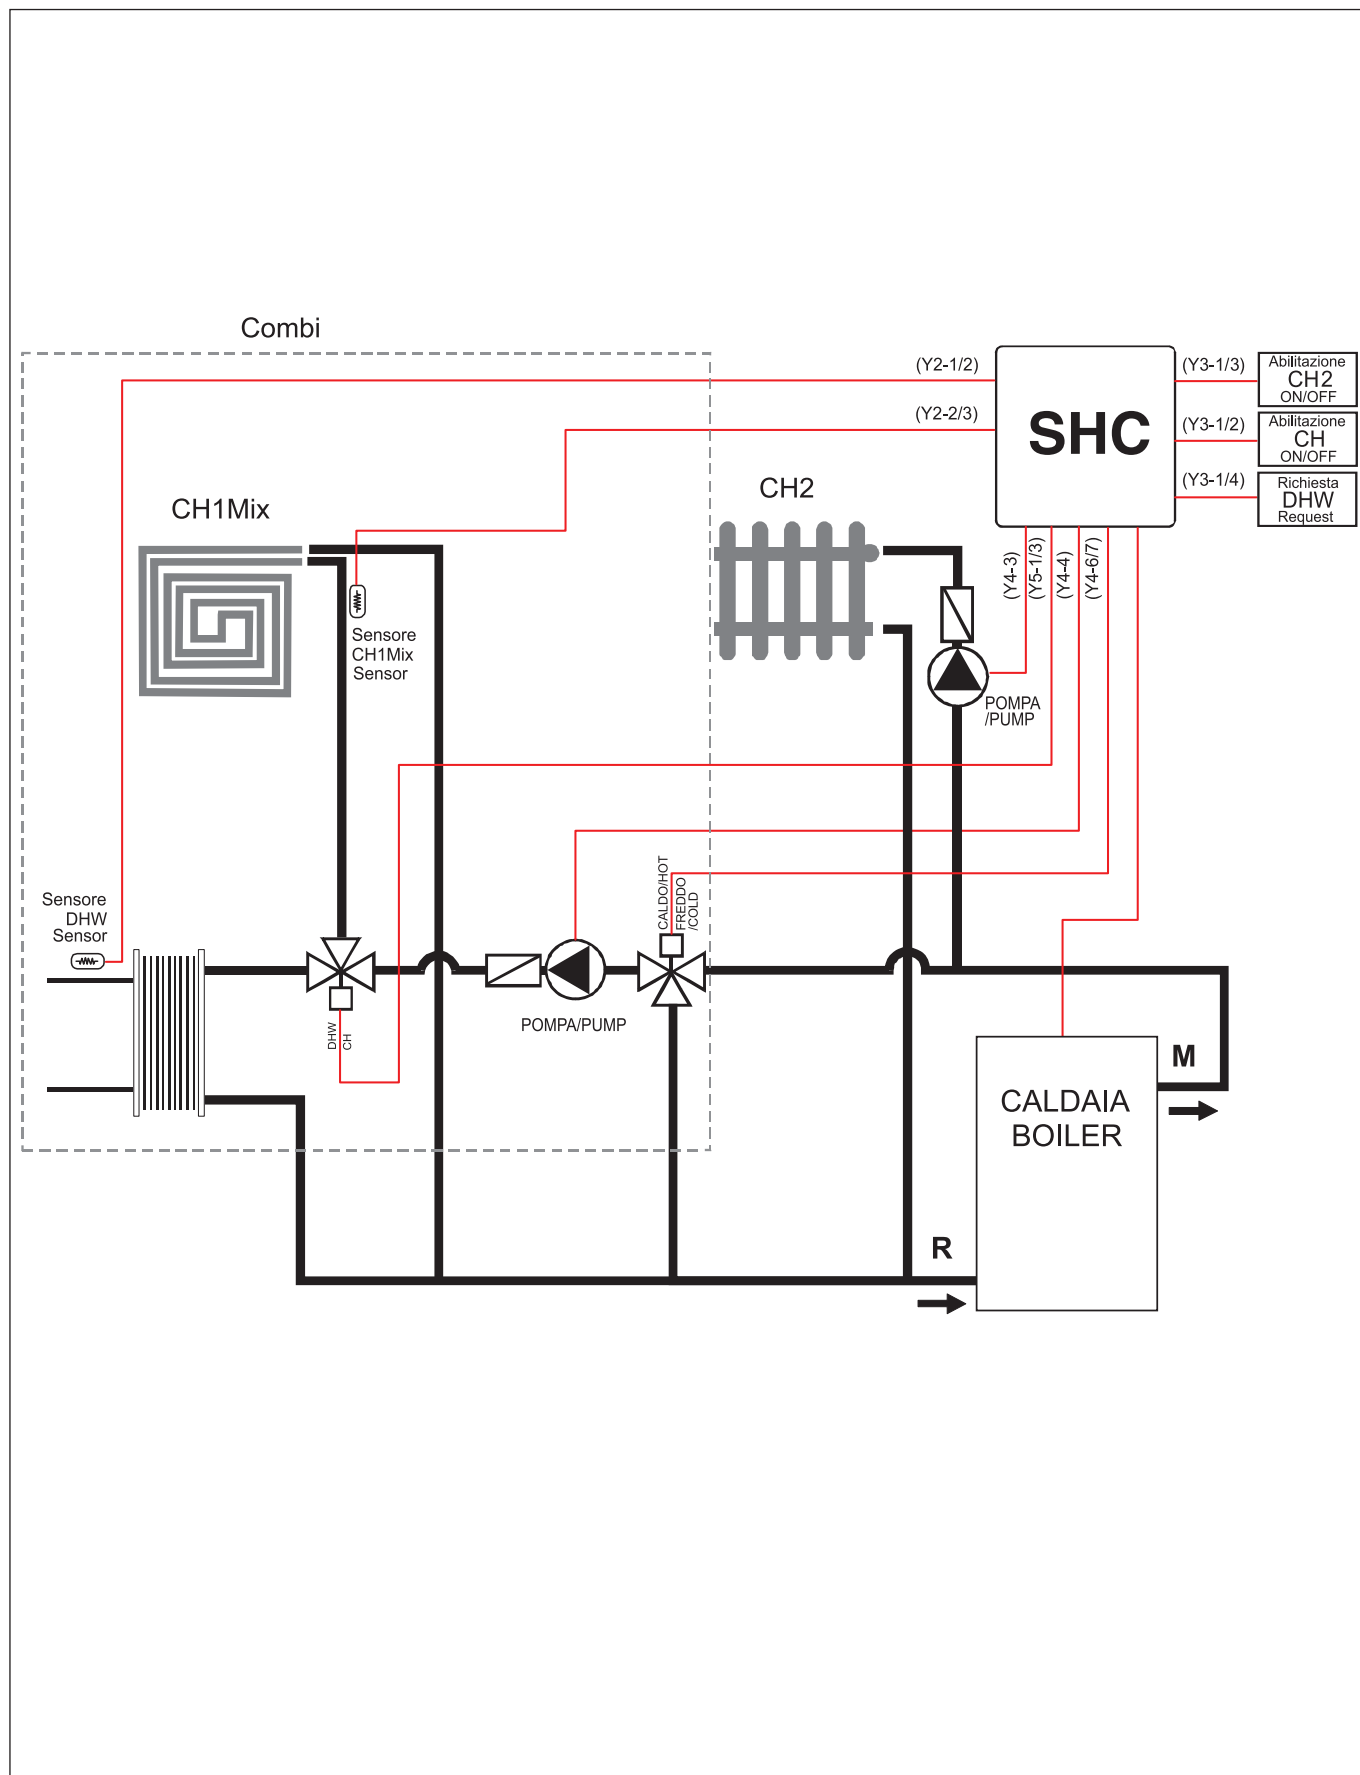 Combi
(Y2-1/2)
(Y2-2/3)
SHC
(Y3-1/3)
Abilitazione
CH2
ON/OFF
(Y3-1/2)
Abilitazione
CH
ON/OFF
(Y3-1/4)
Richiesta
DHW
Request
CH1Mix
CH2
(Y4-3)
(Y5-1/3)
(Y4-4)
(Y4-6/7)
Sensore
CH1Mix
Sensor
POMPA
/PUMP
CALDO/HOT
FREDDO
/COLD
Sensore
DHW
Sensor
DHW
CH
POMPA/PUMP
M
CALDAIA
BOILER
R